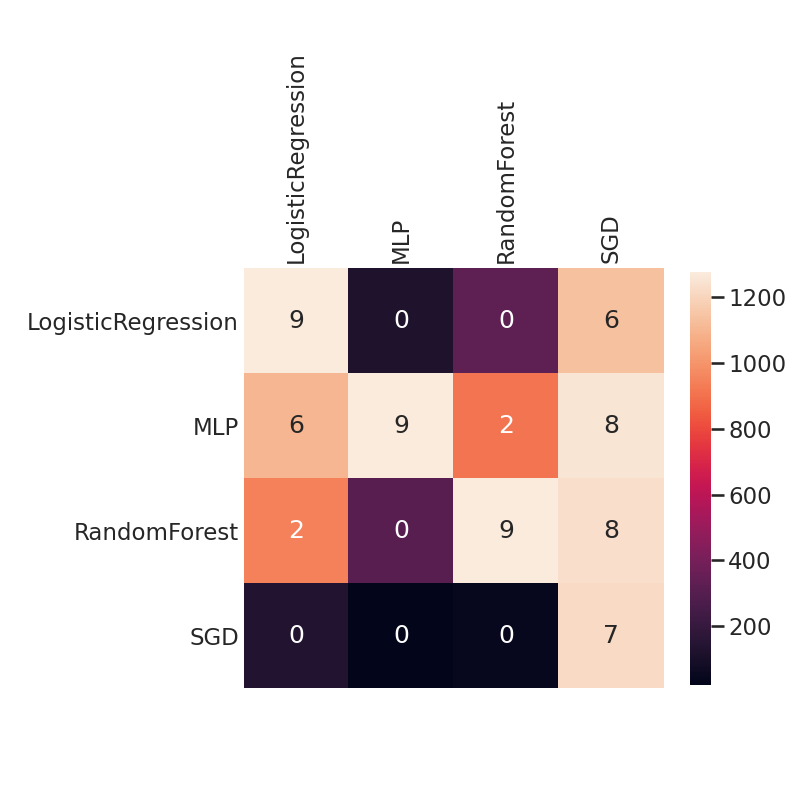 LogisticRegression
MLP
RandomForest
SGD
LogisticRegression 9 0 0 6
MLP 6 9 2 8
RandomForest 2 0 9 8
SGD 0 0 0 7
1200
1000
800
600
400
200